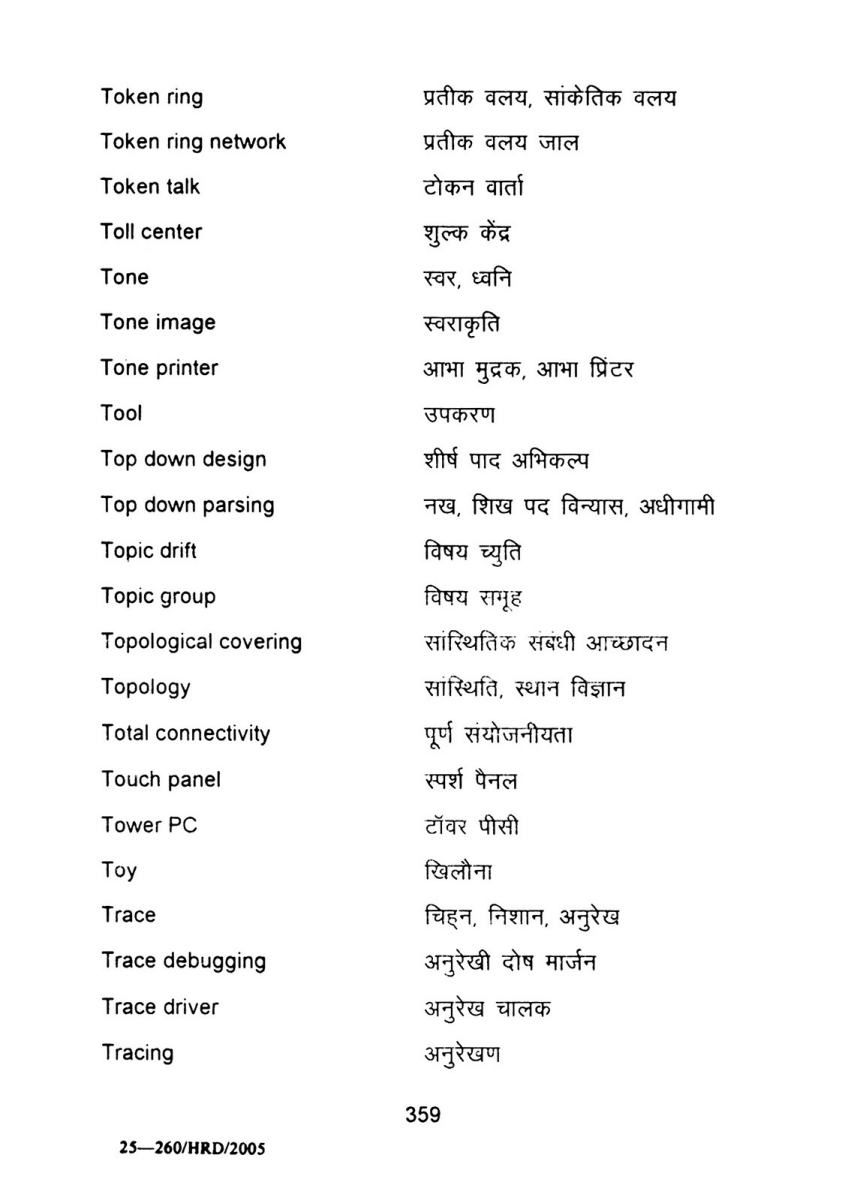 Token ring प्रतीक वलय, सांकेतिक वलय
Token ring network प्रतीक वलय जाल
Token talk टोकन वार्ता
Toll center शुल्क केंद्र
Tone स्वर, ध्वनि
Tone image स्वराकृति
Tone printer आभा मुद्रक, आभा प्रिंटर
Tool उपकरण
Top down design शीर्ष पाद अभिकल्प
Top down parsing नख, शिख पद विन्यास, अधीगामी
Topic drift विषय च्युति
Topic group विषय समूह
Topological covering सांस्थितिक संबंधी आच्छादन
Topology सांस्थिति, स्थान विज्ञान
Total connectivity पूर्ण संयोजनीयता
Touch panel स्पर्श पैनल
Tower PC टॉवर पीसी
Toy खिलौना
Trace चिह्न, निशान, अनुरेख
Trace debugging अनुरेखी दोष मार्जन
Trace driver अनुरेख चालक
Tracing अनुरेखण
359
25—260/HRD/2005